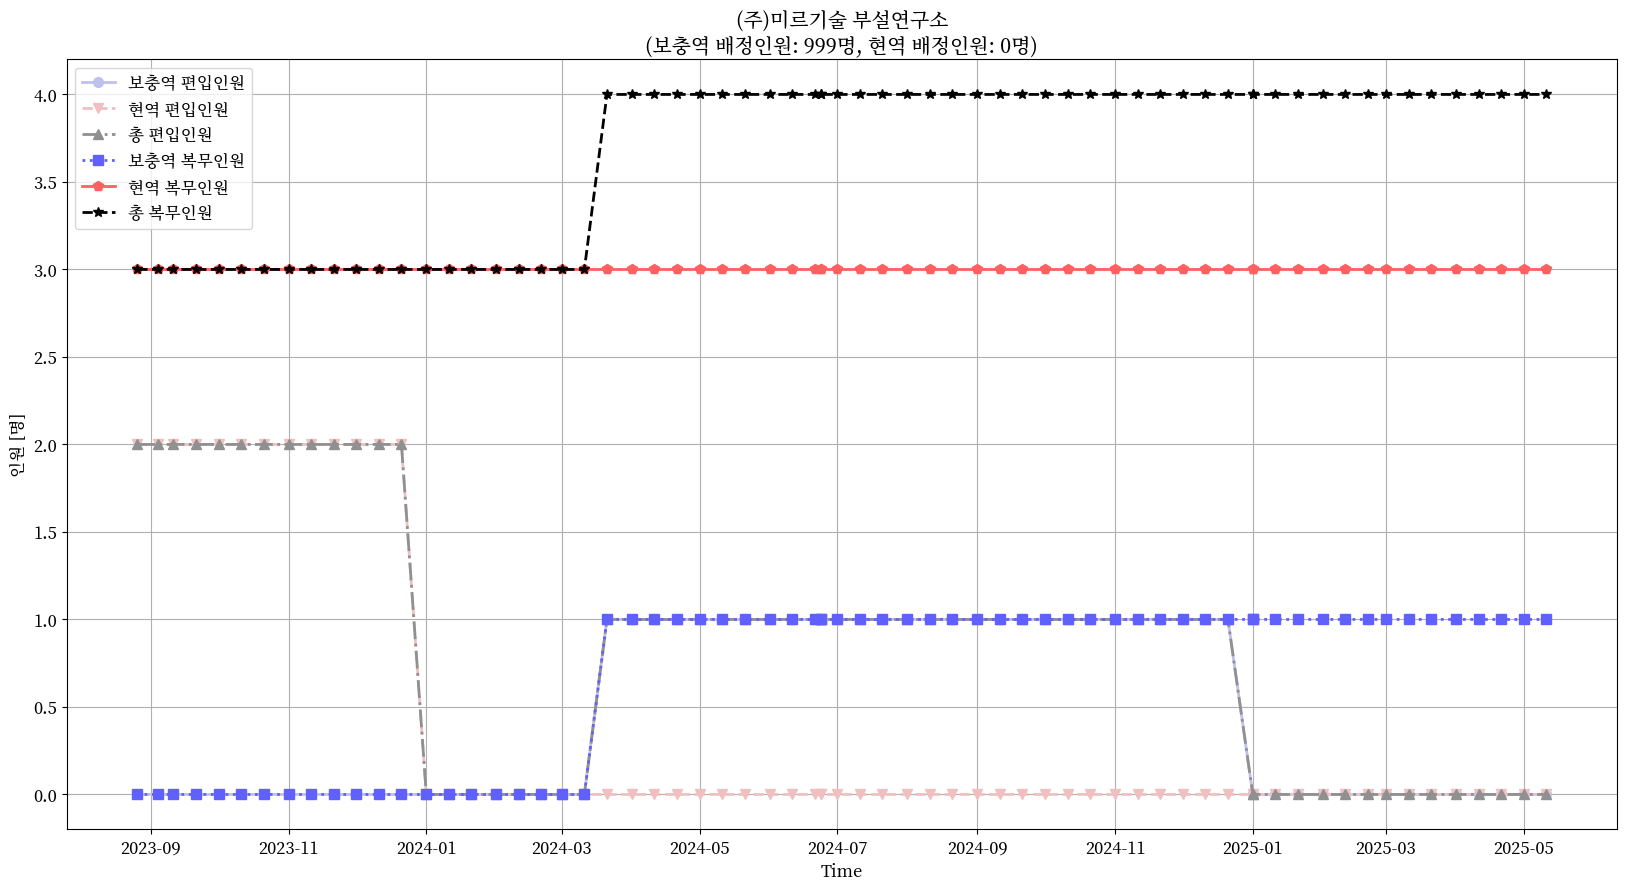 (주)미르기술 부설연구소
(보충역 배정인원: 999명, 현역 배정인원: 0명)
보충역 편입인원
현역 편입인원
총 편입인원
보충역 복무인원
현역 복무인원
총 복무인원
4.0
3.5
3.0
2.5
2.0
1.5
1.0
0.5
0.0
인원 [명]
2023-09 2023-11 2024-01 2024-03 2024-05 2024-07 2024-09 2024-11 2025-01 2025-03 2025-05
Time